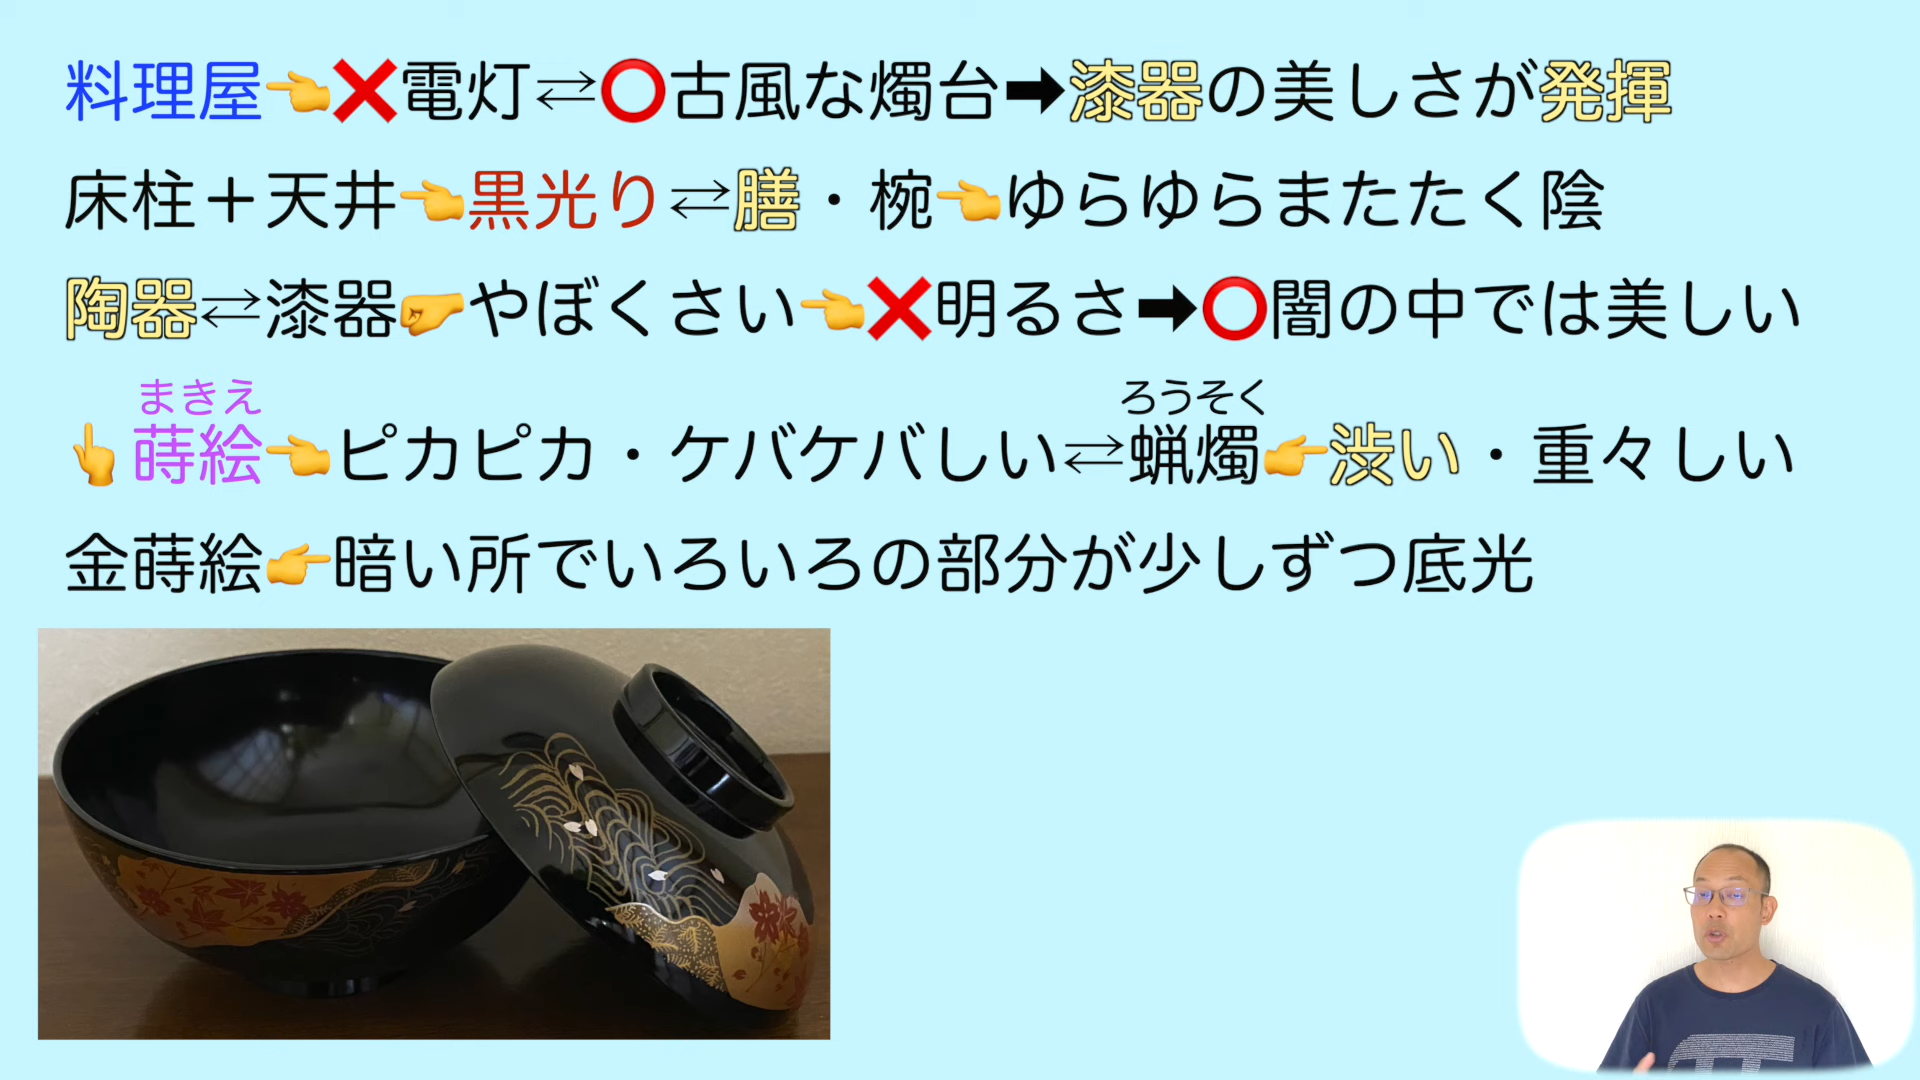 料理屋👈❌電灯⇄⭕古風な燭台➡漆器の美しさが発揮
床柱＋天井👈黒光り⇄膳・椀👈ゆらゆらまたたく陰
陶器⇄漆器🤛やぼくさい👈❌明るさ➡⭕闇の中では美しい
まきえ ろうそく
👆蒔絵👈ピカピカ・ケバケバしい⇄蝋燭👉渋い・重々しい
金蒔絵👉暗い所でいろいろの部分が少しずつ底光